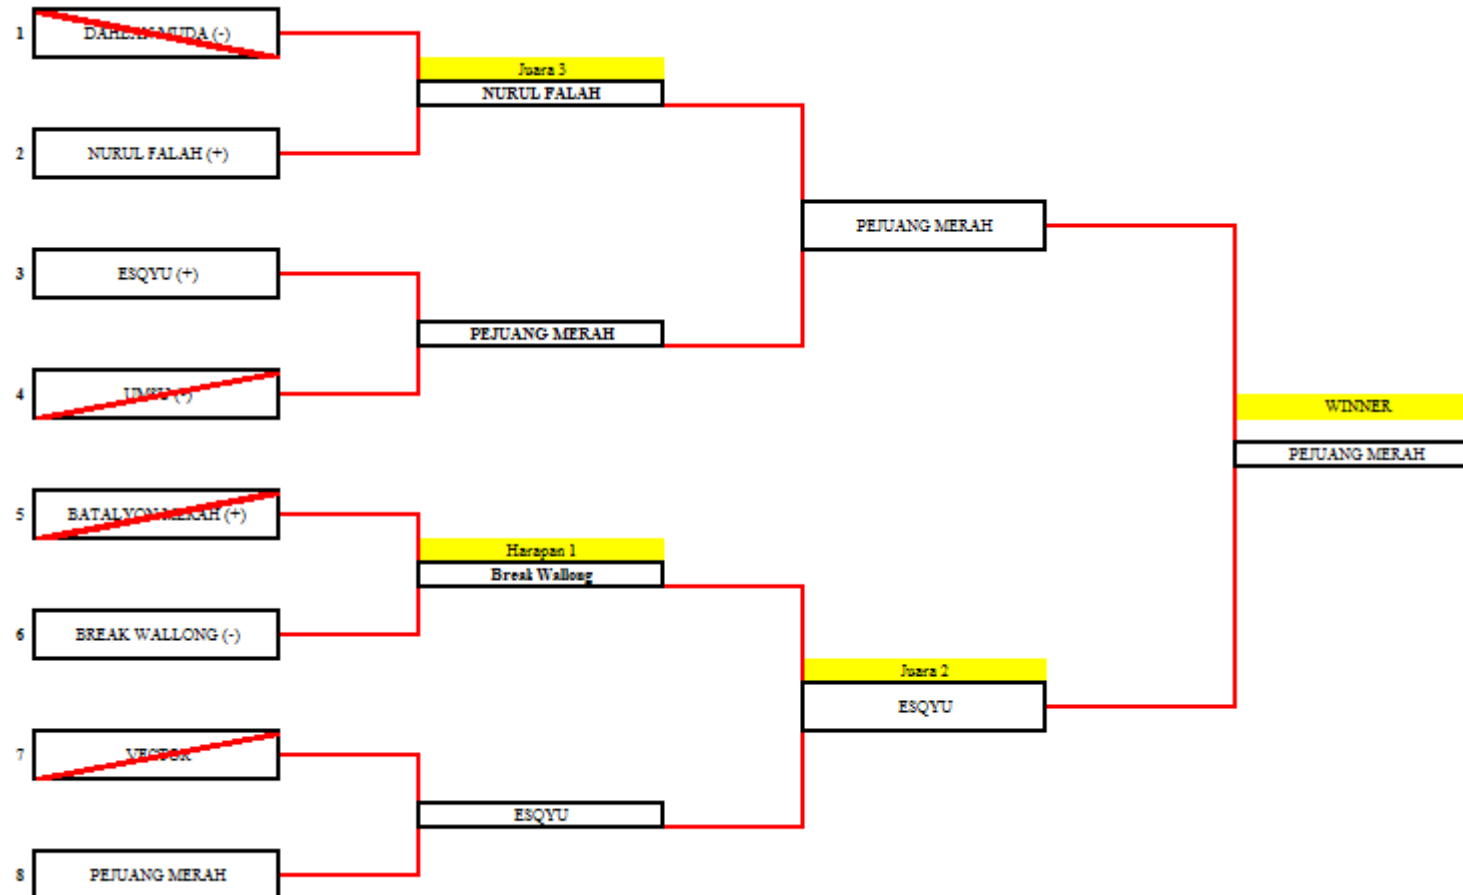 1 DAHLAN MUDA (-)
Juara 3
NURUL FALAH
2 NURUL FALAH (+)
PEJUANG MERAH
3 ESQYU (+)
PEJUANG MERAH
4 UMSU (-)
WINNER
PEJUANG MERAH
5 BATALYON MERAH (+)
Harapan 1
Break Wallong
6 BREAK WALLONG (-)
Juara 2
ESQYU
7 VECTOR
ESQYU
8 PEJUANG MERAH